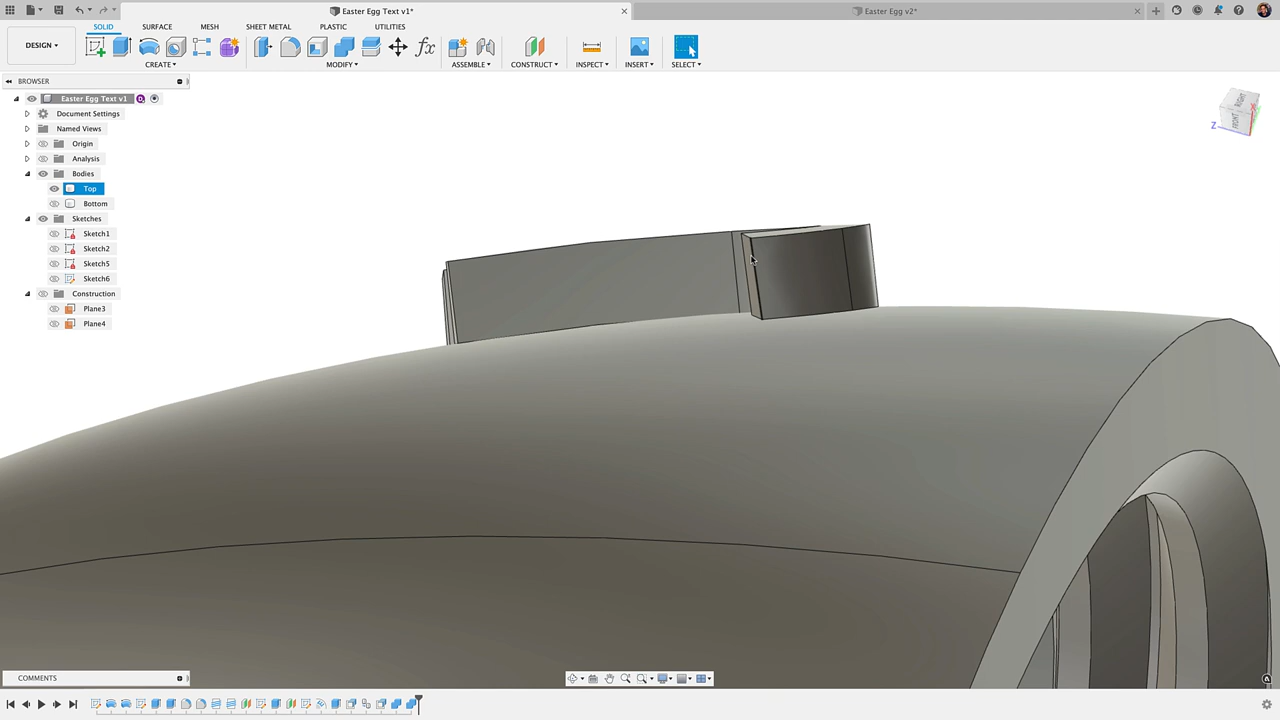 Easter Egg Text v1*
Easter Egg v2*
SOLID
SURFACE
MESH
SHEET METAL
PLASTIC
UTILITIES
DESIGN
CREATE
MODIFY
ASSEMBLE
CONSTRUCT
INSPECT
INSERT
SELECT
BROWSER
Easter Egg Text v1
Document Settings
Named Views
Origin
Analysis
Bodies
Top
Bottom
Sketches
Sketch1
Sketch2
Sketch5
Sketch6
Construction
Plane3
Plane4
Z
FRONT
RIGHT
COMMENTS